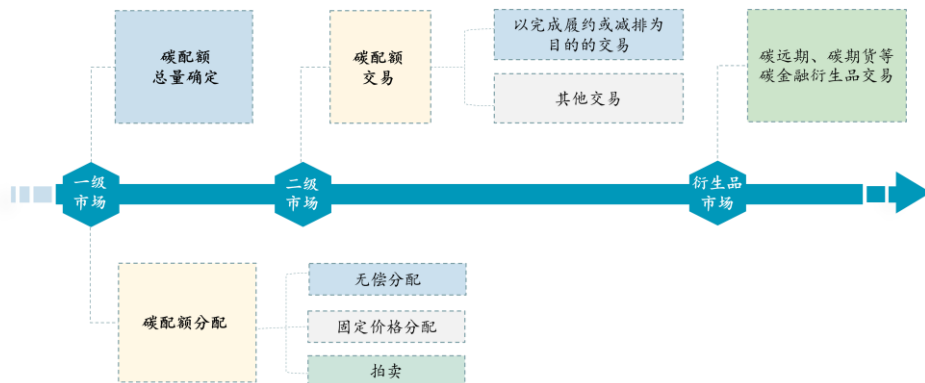 碳配额
总量确定
碳配额
交易
以完成履约或减排为
目的的交易
其他交易
碳远期、碳期货等
碳金融衍生品交易
一级
市场
二级
市场
衍生品
市场
碳配额分配
无偿分配
固定价格分配
拍卖